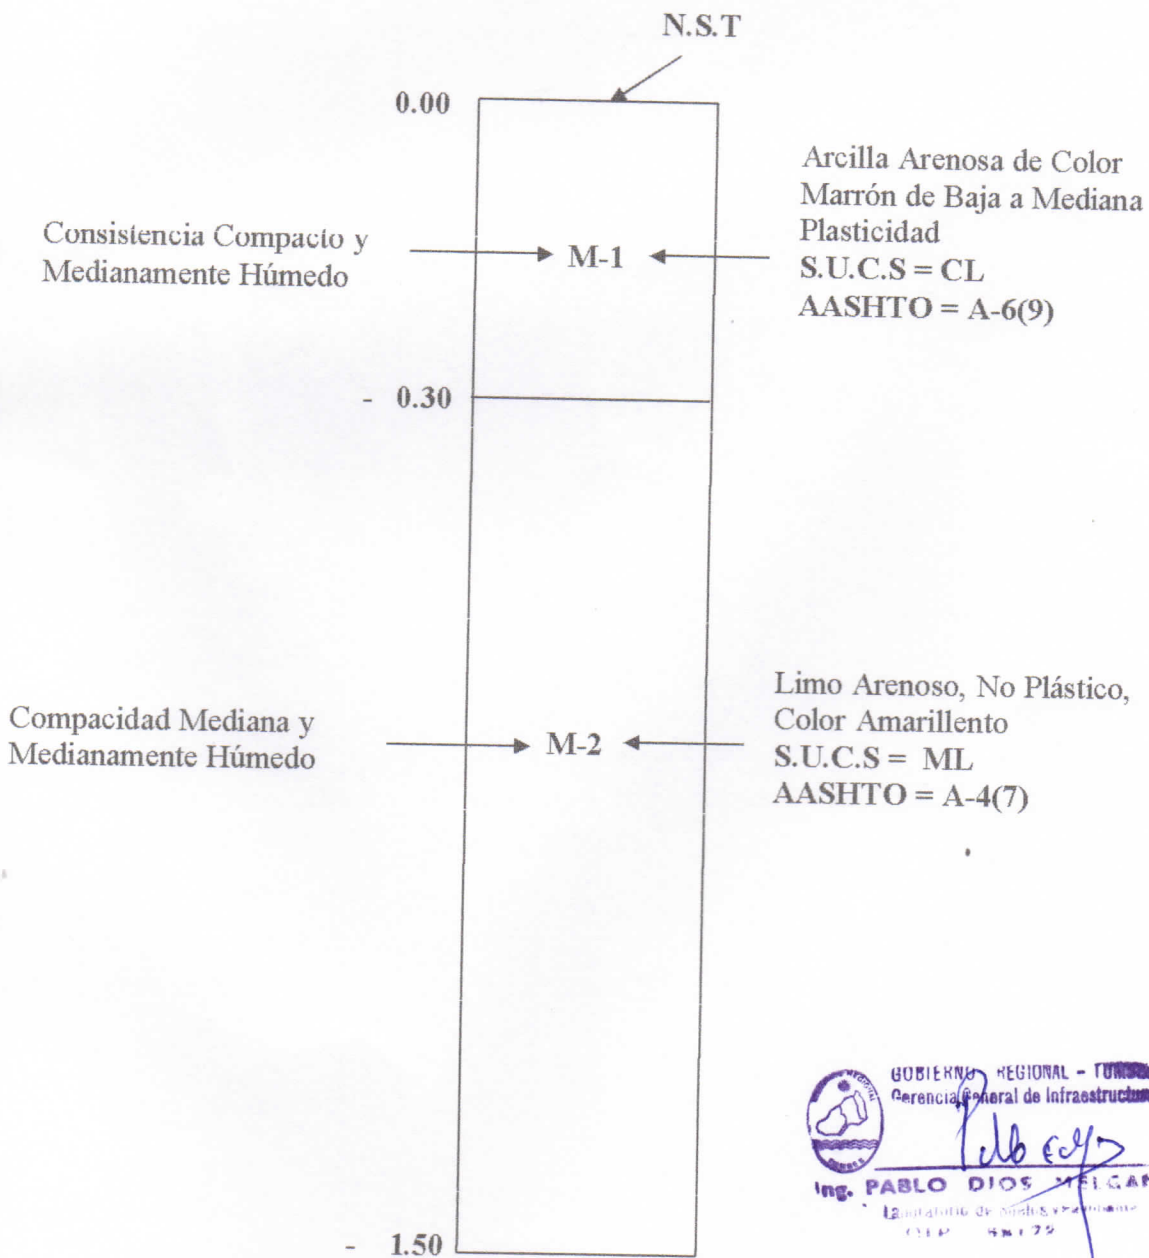 N.S.T
0.00
Arcilla Arenosa de Color
Marrón de Baja a Mediana
Plasticidad
S.U.C.S = CL
AASHTO = A-6(9)
Consistencia Compacto y
Medianamente Húmedo
M-1
- 0.30
Limo Arenoso, No Plástico,
Color Amarillento
S.U.C.S = ML
AASHTO = A-4(7)
Compacidad Mediana y
Medianamente Húmedo
M-2
- 1.50
GOBIERNO REGIONAL -
Gerencia General de Infraestructura
Ing. PABLO DIOS